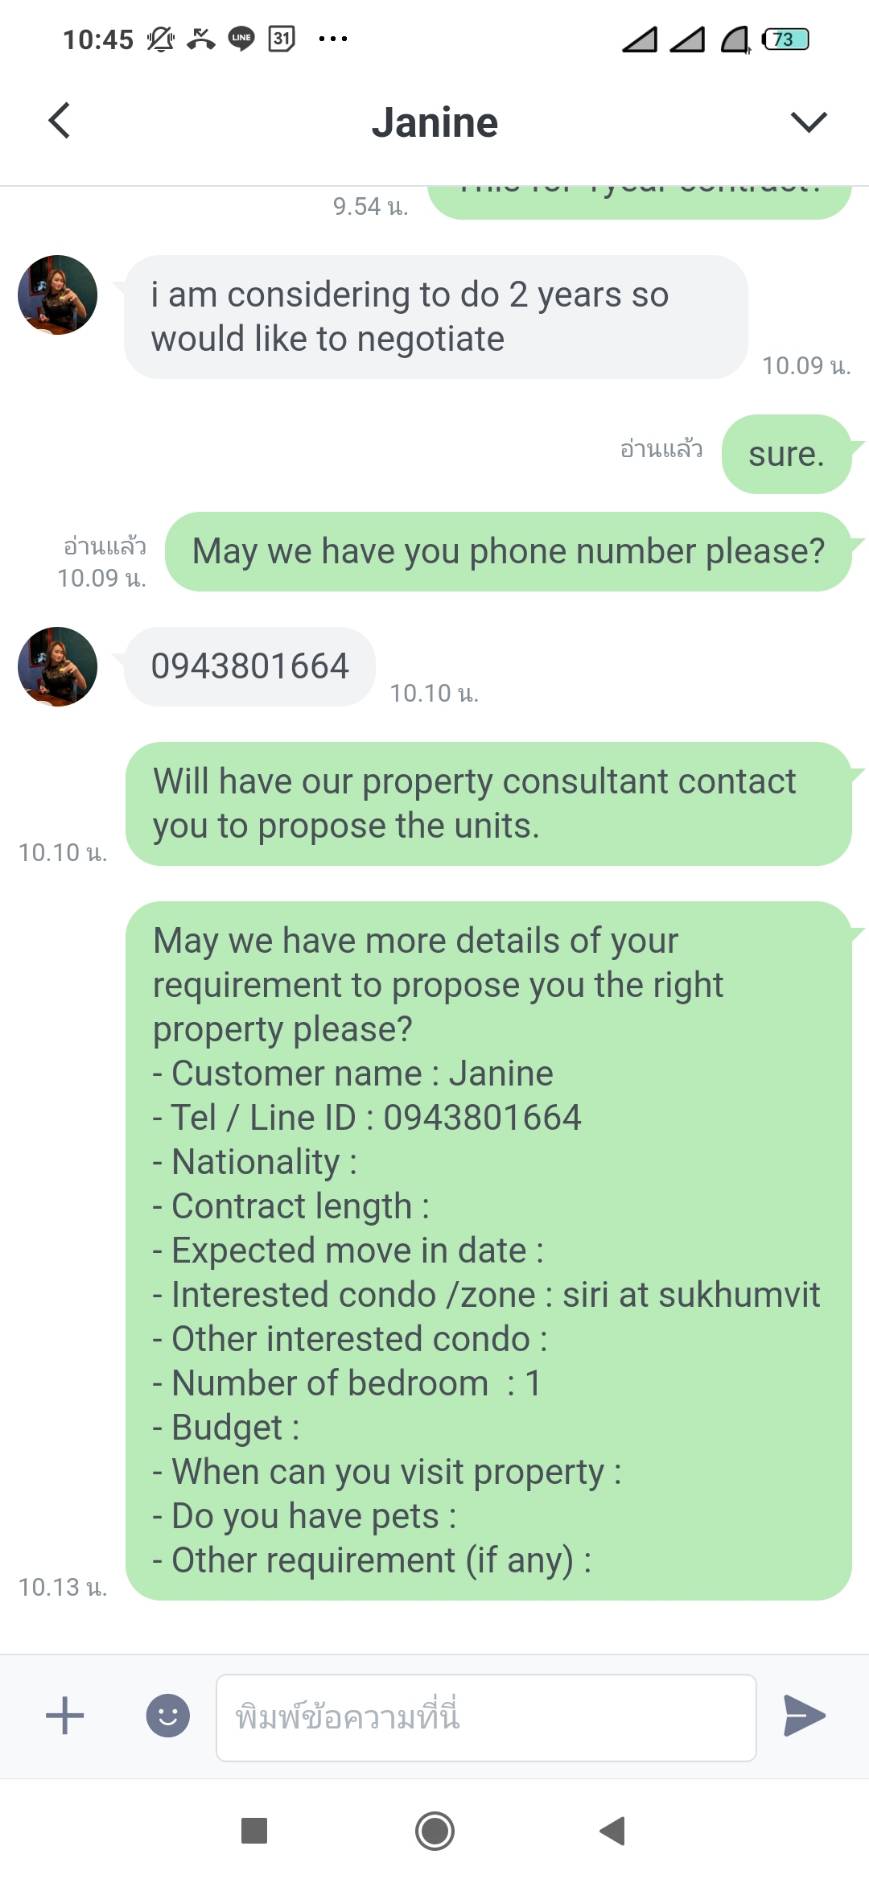 10:45
LINE
31
73
Janine
This for 1year contract?
9.54 น.
i am considering to do 2 years so
would like to negotiate
10.09 น.
อ่านแล้ว
sure.
อ่านแล้ว
10.09 น.
May we have you phone number please?
0943801664
10.10 น.
Will have our property consultant contact
you to propose the units.
10.10 น.
May we have more details of your
requirement to propose you the right
property please?
- Customer name : Janine
- Tel / Line ID : 0943801664
- Nationality :
- Contract length :
- Expected move in date :
- Interested condo /zone : siri at sukhumvit
- Other interested condo :
- Number of bedroom  : 1
- Budget :
- When can you visit property :
- Do you have pets :
- Other requirement (if any) :
10.13 น.
พิมพ์ข้อความที่นี่